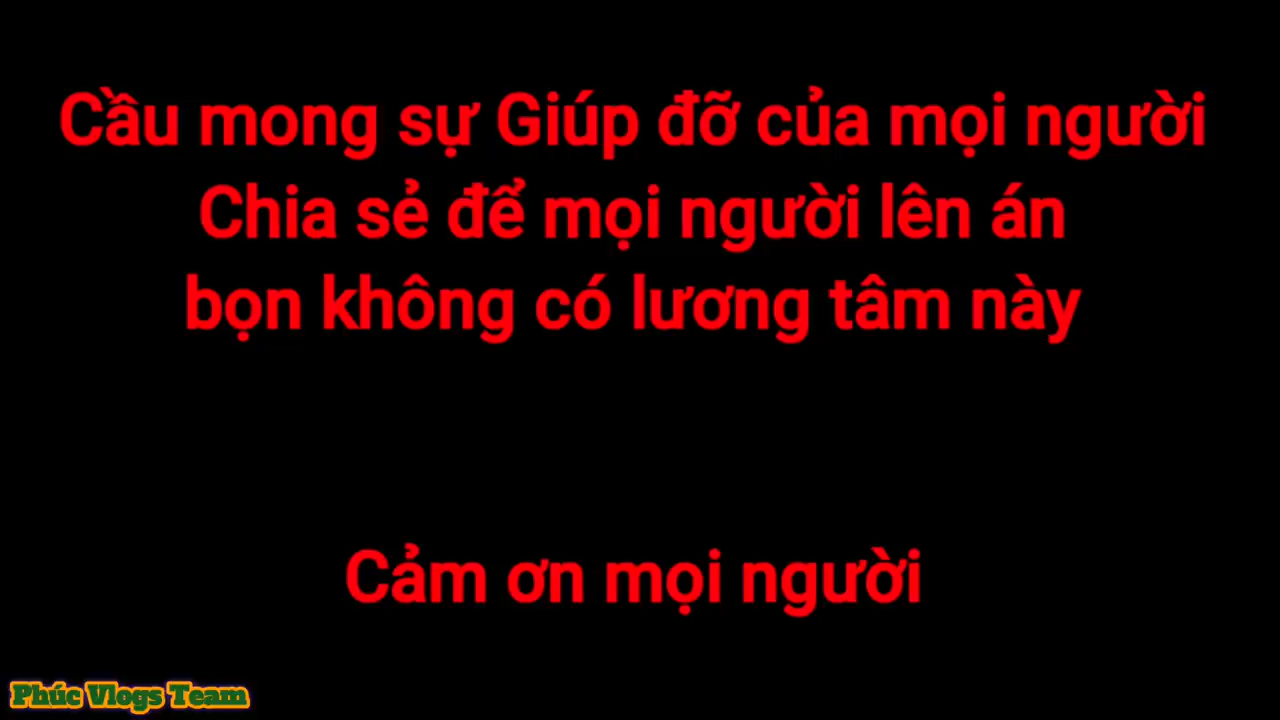 Cầu mong sự Giúp đỡ của mọi người
Chia sẻ để mọi người lên án
bọn không có lương tâm này
Cảm ơn mọi người
Phúc Vlogs Team